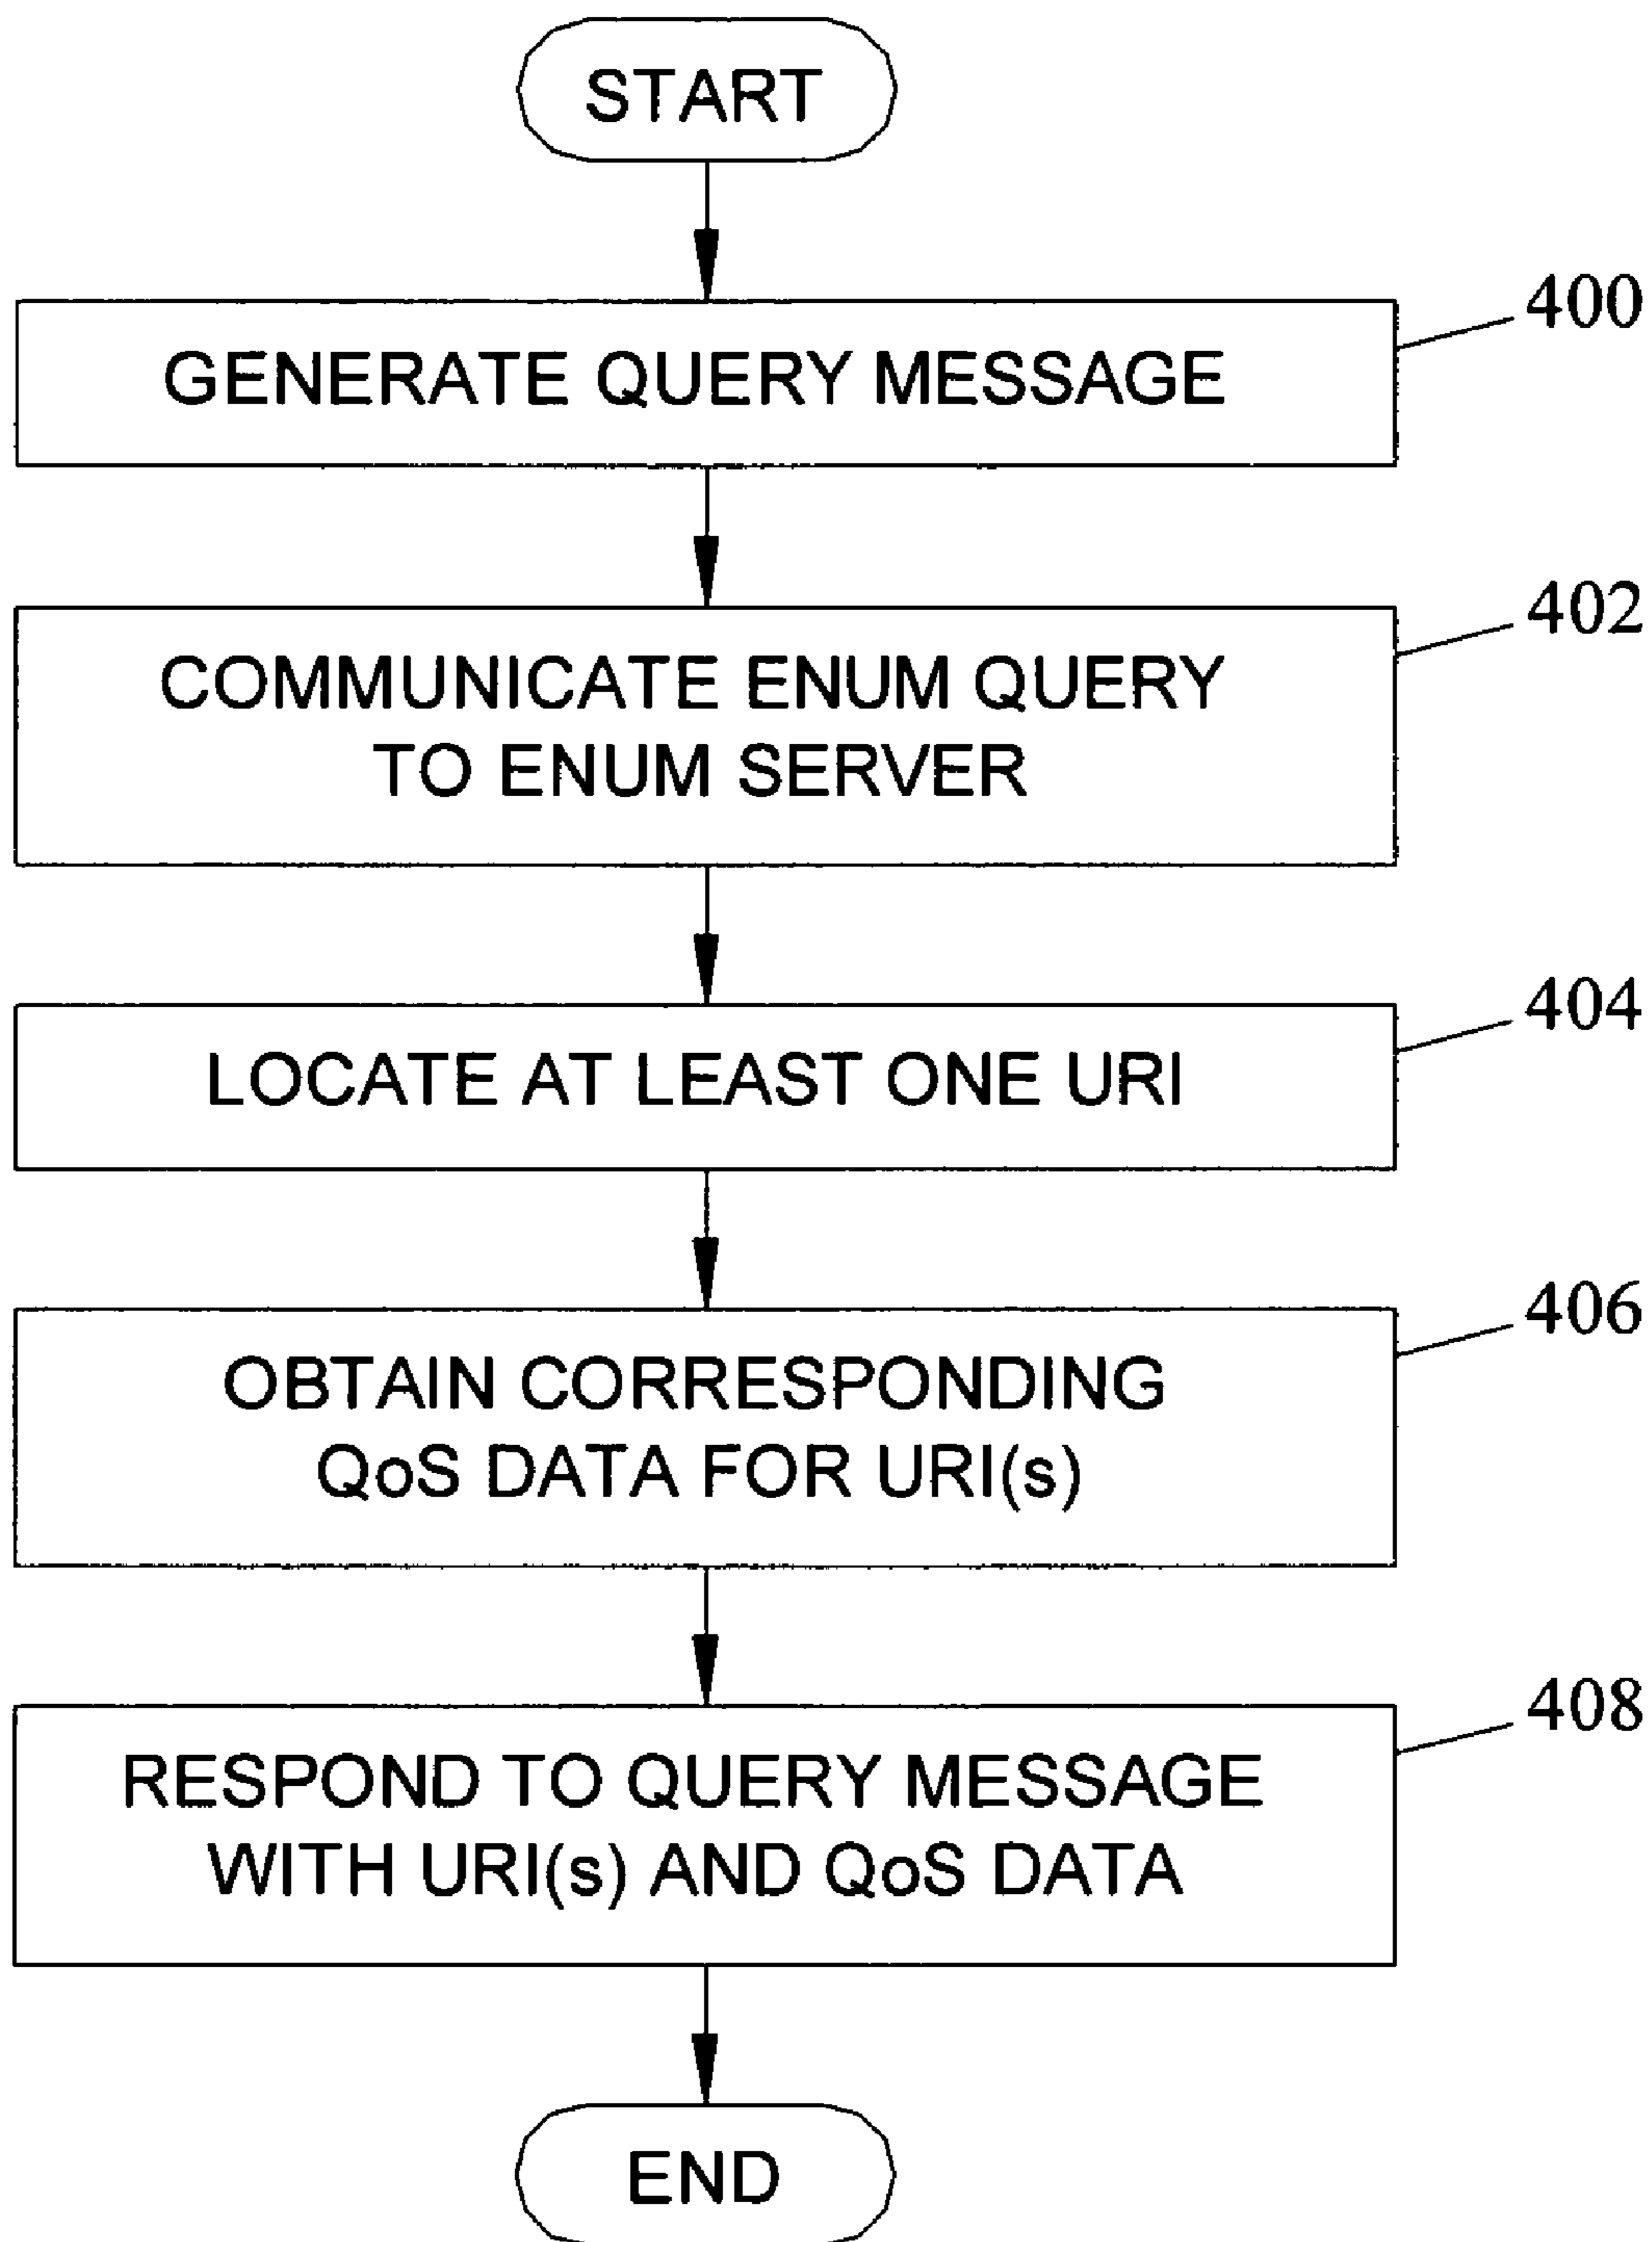 START
400
GENERATE QUERY MESSAGE
402
COMMUNICATE ENUM QUERY
TO ENUM SERVER
404
LOCATE AT LEAST ONE URI
406
OBTAIN CORRESPONDING
QoS DATA FOR URI(s)
408
RESPOND TO QUERY MESSAGE
WITH URI(s) AND QoS DATA
END